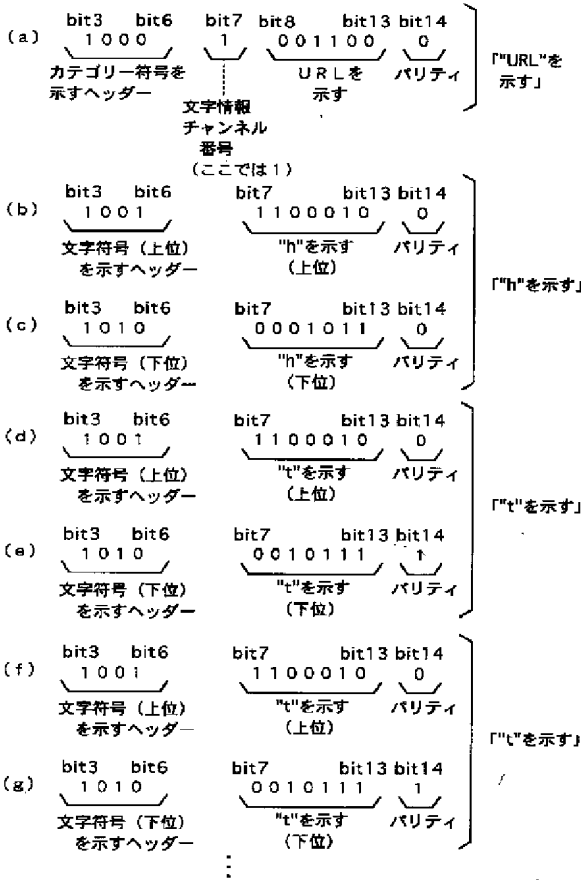 bit3 bit6 bit7 bit8 bit13 bit14
(a) 1000 1 001100 0
カテゴリー符号を URLを パリティ 「"URL"を
示すヘッダー 示す 示す」
文字情報
チャンネル
番号
(ここでは1)
bit3 bit6 bit7 bit13 bit14
(b) 1001 1100010 0
文字符号(上位) "h"を示す パリティ
を示すヘッダー (上位)
「"h"を示す」
bit3 bit6 bit7 bit13 bit14
(c) 1010 0001011 0
文字符号(下位) "h"を示す パリティ
を示すヘッダー (下位)
bit3 bit6 bit7 bit13 bit14
(d) 1001 1100010 0
文字符号(上位) "t"を示す パリティ
を示すヘッダー (上位)
「"t"を示す」
bit3 bit6 bit7 bit13 bit14
(e) 1010 0010111 1
文字符号(下位) "t"を示す パリティ
を示すヘッダー (下位)
bit3 bit6 bit7 bit13 bit14
(f) 1001 1100010 0
文字符号(上位) "t"を示す パリティ
を示すヘッダー (上位)
「"t"を示す」
bit3 bit6 bit7 bit13 bit14
(g) 1010 0010111 1
文字符号(下位) "t"を示す パリティ
を示すヘッダー (下位)